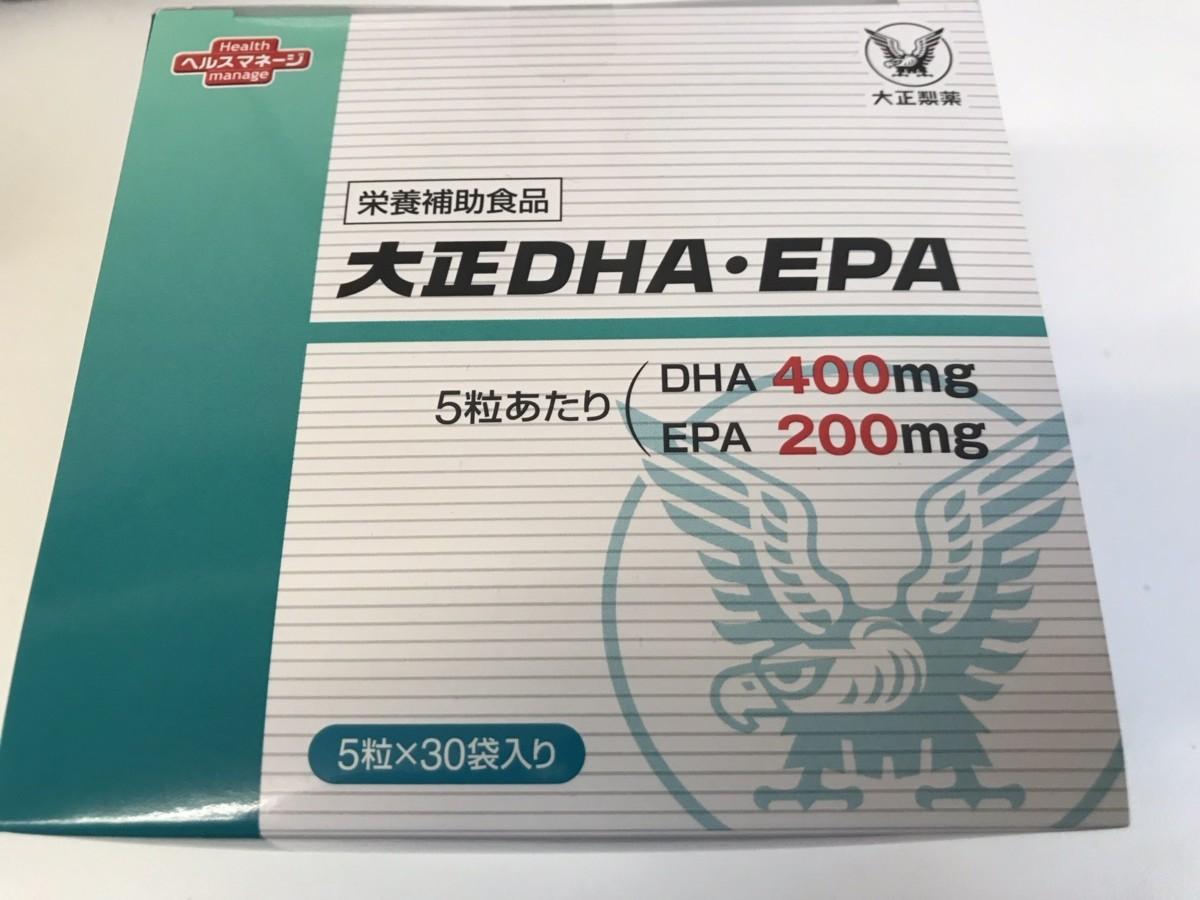 Health
ヘルスマネージ
manage
大正製薬
栄養補助食品
大正DHA・EPA
5粒あたり
DHA 400mg
EPA 200mg
5粒×30袋入り